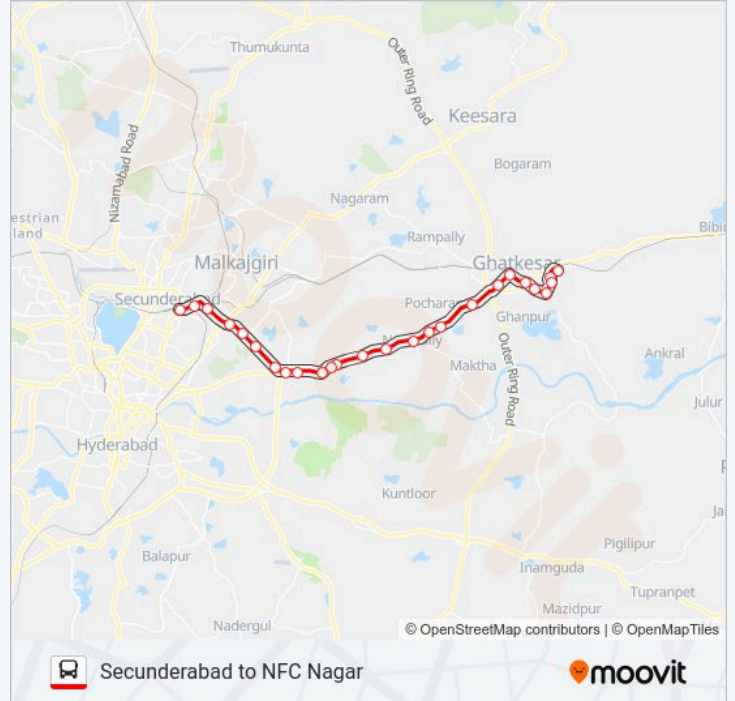 Thumukunta
Outer Ring Road
Keesara
Nizamabad Road
Bogaram
Nagaram
estrian
land
Bibi
Rampally
Malkajgiri
Ghatkesar
Secunderabad
Pocharam
Ghanpur
Maktha
Ankral
Outer Ring Road
Julur
Hyderabad
Kuntloor
Ja
Balapur
Pigilipur
Inamguda
Tupranpet
Mazidpur
Nadergul
© OpenStreetMap contributors | © OpenMapTiles
Secunderabad to NFC Nagar
moovit